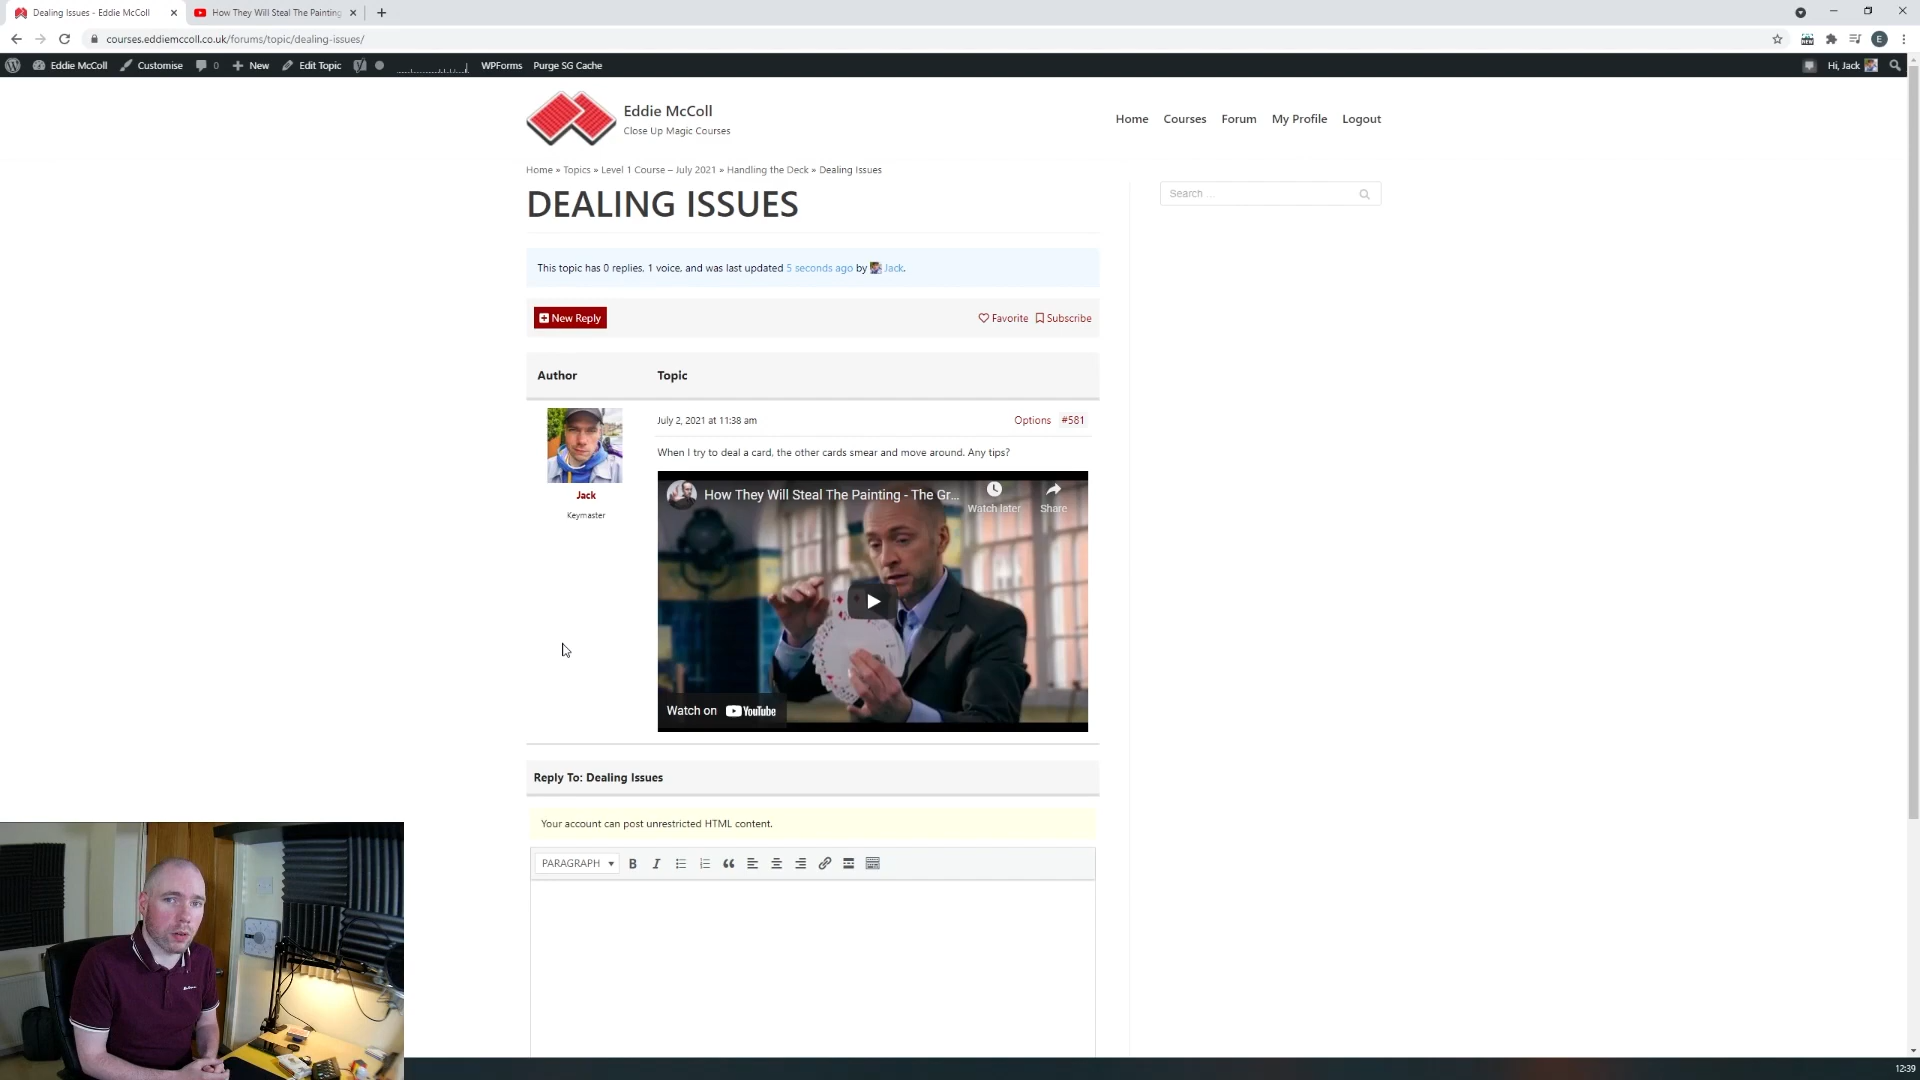 Dealing Issues - Eddie McColl
How They Will Steal The Painting
courses.eddiemccoll.co.uk/forums/topic/dealing-issues/
E
Eddie McColl
Customise
0
New
Edit Topic
WPForms
Purge SG Cache
Hi, Jack
Eddie McColl
Close Up Magic Courses
Home
Courses
Forum
My Profile
Logout
Home » Topics » Level 1 Course – July 2021 » Handling the Deck » Dealing Issues
DEALING ISSUES
Search ...
This topic has 0 replies, 1 voice, and was last updated 5 seconds ago by Jack.
New Reply
Favorite
Subscribe
Author
Topic
July 2, 2021 at 11:38 am
Options
#581
When I try to deal a card, the other cards smear and move around. Any tips?
Jack
Keymaster
How They Will Steal The Painting - The Gr...
Watch later
Share
Watch on YouTube
Reply To: Dealing Issues
Your account can post unrestricted HTML content.
PARAGRAPH
B
I
12:39